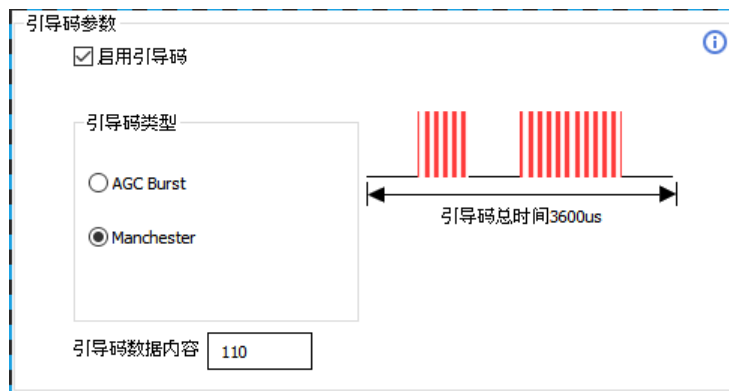 引导码参数
启用引导码
引导码类型
AGC Burst
Manchester
引导码总时间3600us
引导码数据内容 110